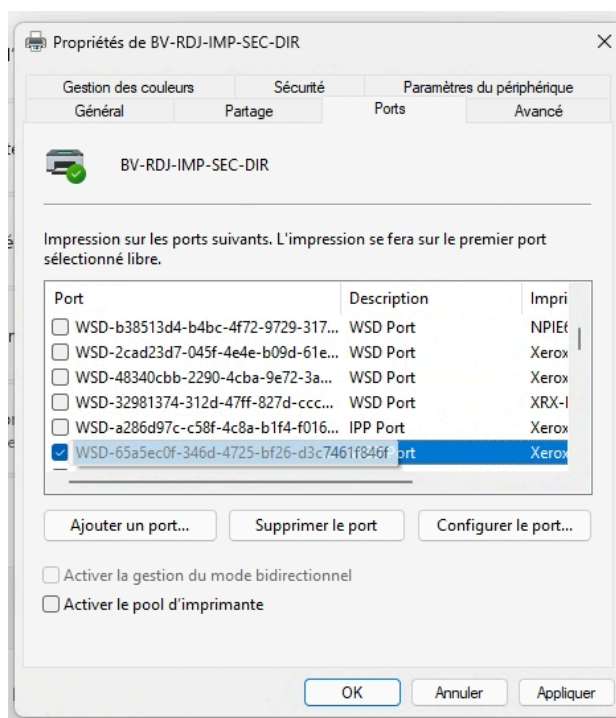 Propriétés de BV-RDJ-IMP-SEC-DIR
Gestion des couleurs Sécurité Paramètres du périphérique
Général Partage Ports Avancé
BV-RDJ-IMP-SEC-DIR
Impression sur les ports suivants. L'impression se fera sur le premier port
sélectionné libre.
Port Description Impri
WSD-b38513d4-b4bc-4f72-9729-317... WSD Port NPIE6
WSD-2cad23d7-045f-4e4e-b09d-61e... WSD Port Xerox
WSD-48340cbb-2290-4cba-9e72-3a... WSD Port Xerox
WSD-32981374-312d-47ff-827d-ccc... WSD Port XRX-
WSD-a286d97c-c58f-4c8a-b1f4-f016... IPP Port Xerox
WSD-65a5ec0f-346d-4725-bf26-d3c7461f846f Port Xerox
Ajouter un port... Supprimer le port Configurer le port...
Activer la gestion du mode bidirectionnel
Activer le pool d'imprimante
OK Annuler Appliquer